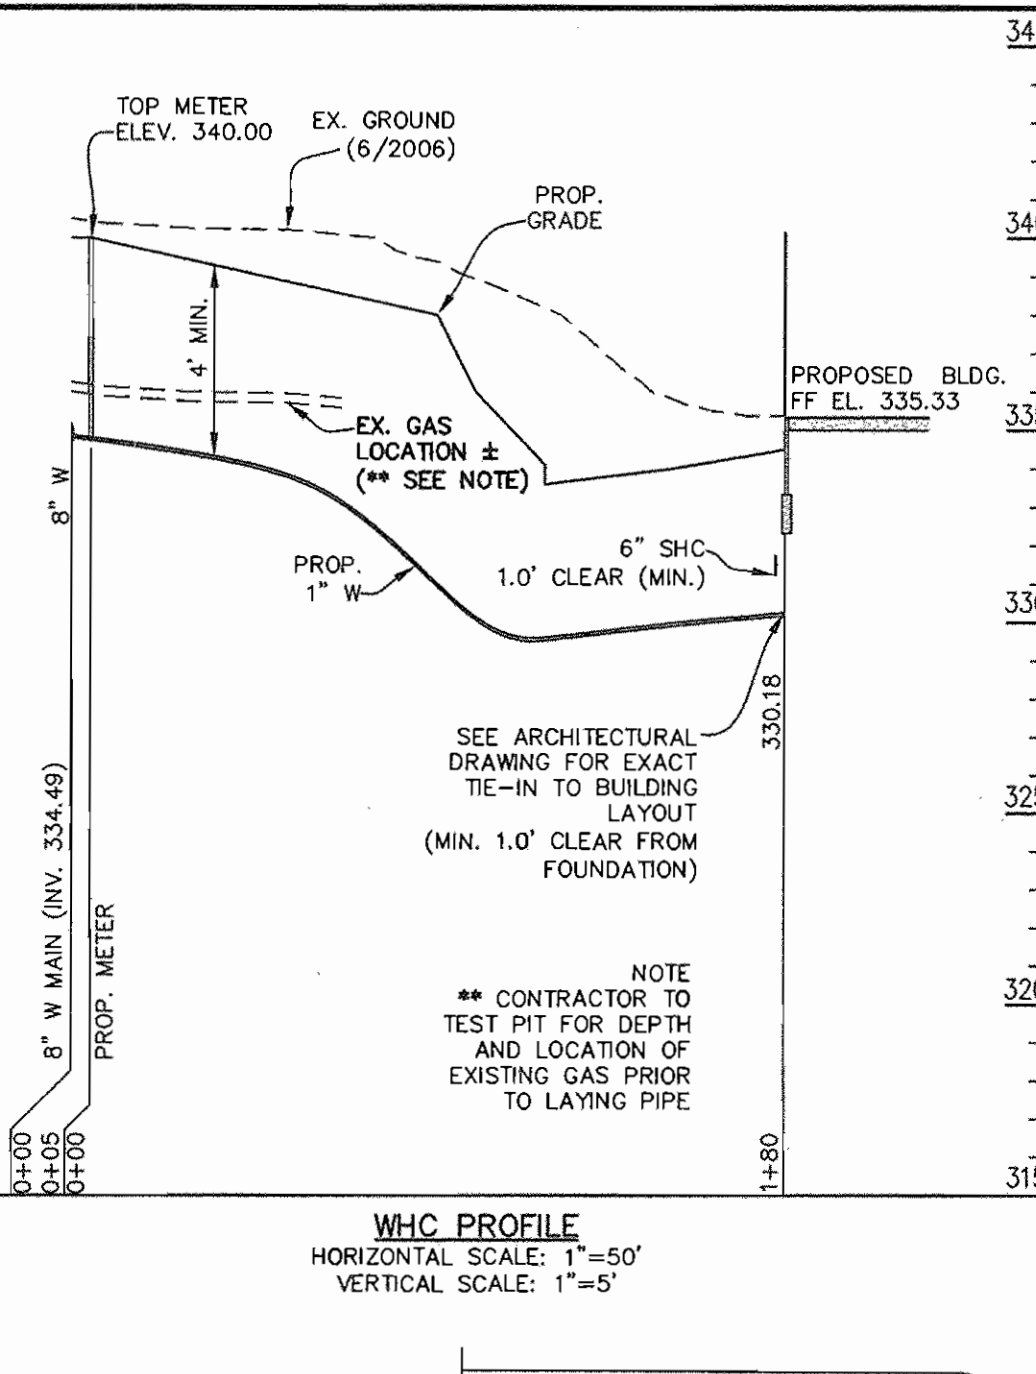 TOP METER
ELEV. 340.00
EX. GROUND
(6/2006)
PROP.
GRADE
4' MIN.
PROPOSED BLDG.
FF EL. 335.33
EX. GAS
LOCATION ±
(** SEE NOTE)
8" W
PROP.
1" W
6" SHC
1.0' CLEAR (MIN.)
330.18
SEE ARCHITECTURAL
DRAWING FOR EXACT
TIE-IN TO BUILDING
LAYOUT
(MIN. 1.0' CLEAR FROM
FOUNDATION)
8" W MAIN (INV. 334.49)
PROP. METER
NOTE
** CONTRACTOR TO
TEST PIT FOR DEPTH
AND LOCATION OF
EXISTING GAS PRIOR
TO LAYING PIPE
0+00
0+05
0+00
1+80
WHC PROFILE
HORIZONTAL SCALE: 1"=50'
VERTICAL SCALE: 1"=5'